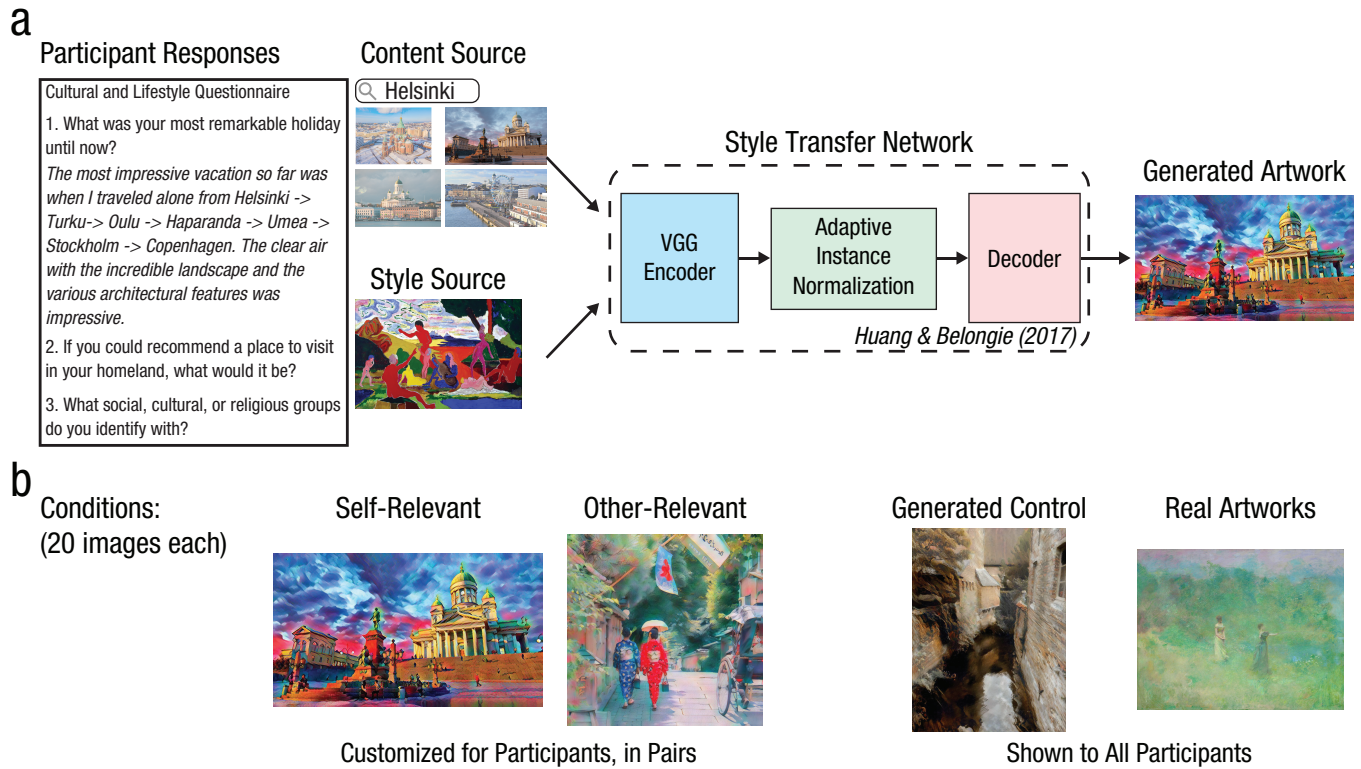 a
Participant Responses
Cultural and Lifestyle Questionnaire
1. What was your most remarkable holiday
until now?
The most impressive vacation so far was
when I traveled alone from Helsinki ->
Turku-> Oulu -> Haparanda -> Umea ->
Stockholm -> Copenhagen. The clear air
with the incredible landscape and the
various architectural features was
impressive.
2. If you could recommend a place to visit
in your homeland, what would it be?
3. What social, cultural, or religious groups
do you identify with?
Content Source
Helsinki
Style Source
Style Transfer Network
VGG
Encoder
Adaptive
Instance
Normalization
Decoder
Huang & Belongie (2017)
Generated Artwork
b
Conditions:
(20 images each)
Self-Relevant
Other-Relevant
Generated Control
Real Artworks
Customized for Participants, in Pairs
Shown to All Participants